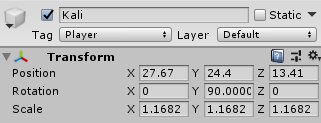 Kali Static
Tag Player Layer Default
Transform
Position X 27.67 Y 24.4 Z 13.41
Rotation X 0 Y 90.0000 Z 0
Scale X 1.1682 Y 1.1682 Z 1.1682